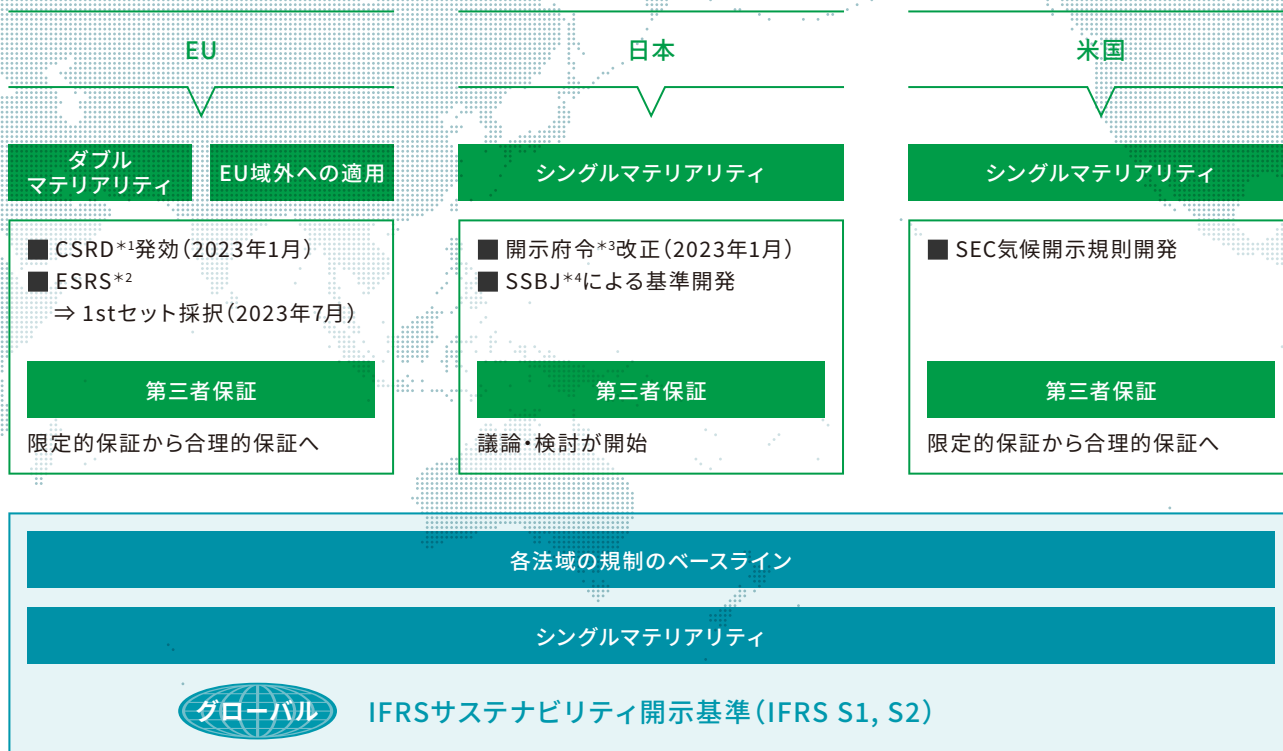 EU
ダブル
マテリアリティ
EU域外への適用
■ CSRD*1発効（2023年1月）
■ ESRS*2
⇒ 1stセット採択（2023年7月）
第三者保証
限定的保証から合理的保証へ
日本
シングルマテリアリティ
■ 開示府令*3改正（2023年1月）
■ SSBJ*4による基準開発
第三者保証
議論・検討が開始
米国
シングルマテリアリティ
■ SEC気候開示規則開発
第三者保証
限定的保証から合理的保証へ
各法域の規制のベースライン
シングルマテリアリティ
グローバル
IFRSサステナビリティ開示基準（IFRS S1, S2）